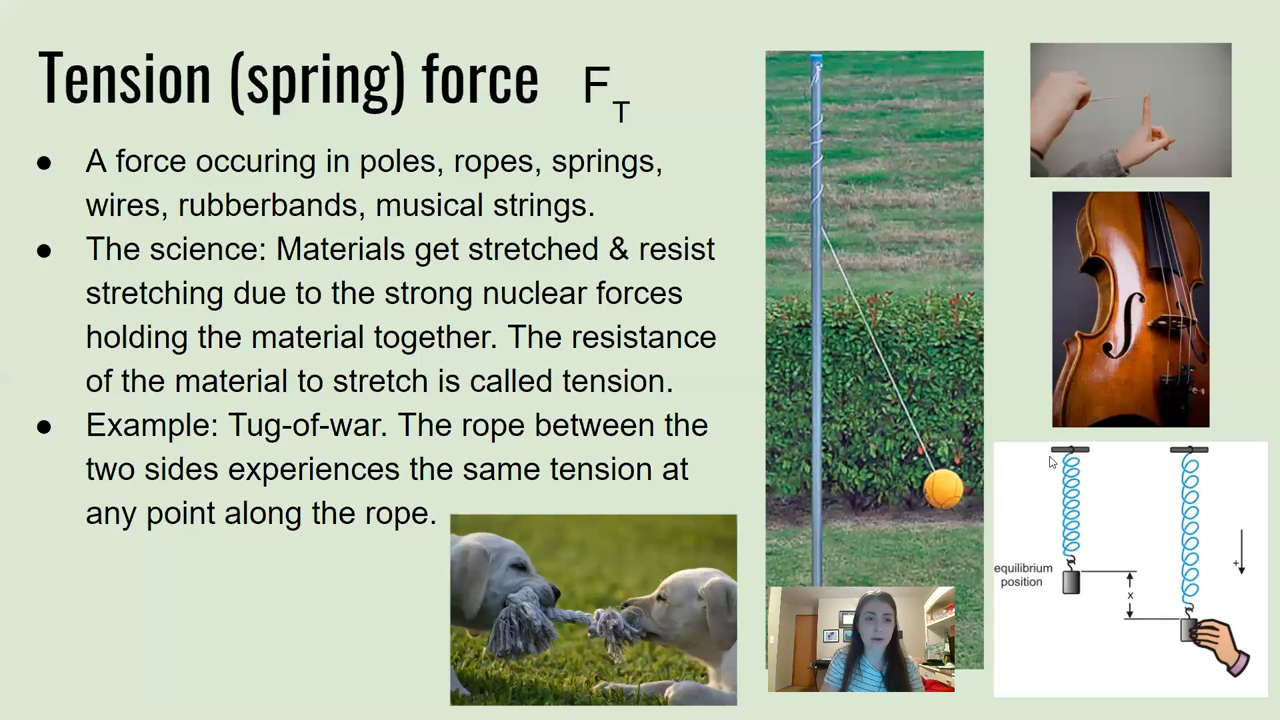 Tension (spring) force F_T
● A force occuring in poles, ropes, springs,
wires, rubberbands, musical strings.
● The science: Materials get stretched & resist
stretching due to the strong nuclear forces
holding the material together. The resistance
of the material to stretch is called tension.
● Example: Tug-of-war. The rope between the
two sides experiences the same tension at
any point along the rope.
equilibrium
position
x
+